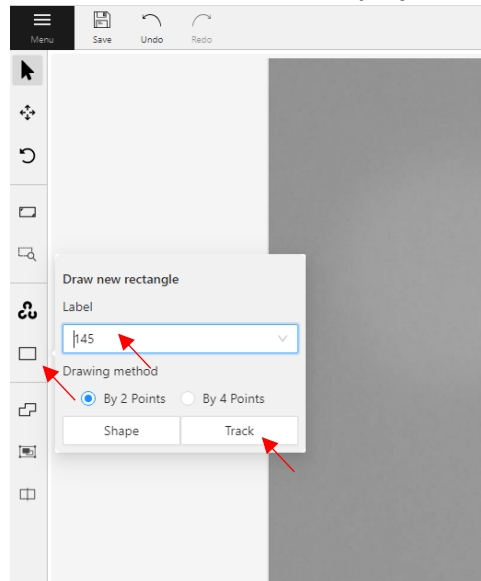 Menu Save Undo Redo
Draw new rectangle
Label
145
Drawing method
By 2 Points By 4 Points
Shape Track